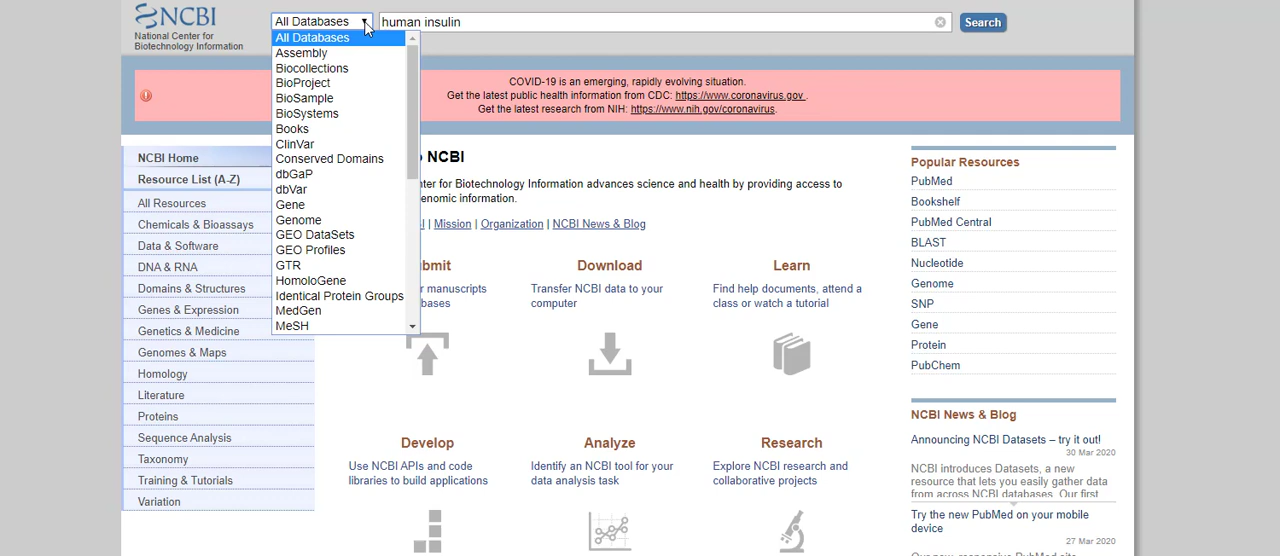 NCBI
National Center for
Biotechnology Information
All Databases
human insulin
Search
All Databases
Assembly
Biocollections
BioProject
BioSample
BioSystems
Books
ClinVar
Conserved Domains
dbGaP
dbVar
Gene
Genome
GEO DataSets
GEO Profiles
GTR
HomoloGene
Identical Protein Groups
MedGen
MeSH
COVID-19 is an emerging, rapidly evolving situation.
Get the latest public health information from CDC: https://www.coronavirus.gov .
Get the latest research from NIH: https://www.nih.gov/coronavirus.
NCBI Home
Resource List (A-Z)
All Resources
Chemicals & Bioassays
Data & Software
DNA & RNA
Domains & Structures
Genes & Expression
Genetics & Medicine
Genomes & Maps
Homology
Literature
Proteins
Sequence Analysis
Taxonomy
Training & Tutorials
Variation
NCBI
for Biotechnology Information advances science and health by providing access to
information.
| Mission | Organization | NCBI News & Blog
manuscripts
Download
Transfer NCBI data to your
computer
Learn
Find help documents, attend a
class or watch a tutorial
Develop
Use NCBI APIs and code
libraries to build applications
Analyze
Identify an NCBI tool for your
data analysis task
Research
Explore NCBI research and
collaborative projects
Popular Resources
PubMed
Bookshelf
PubMed Central
BLAST
Nucleotide
Genome
SNP
Gene
Protein
PubChem
NCBI News & Blog
Announcing NCBI Datasets – try it out!
30 Mar 2020
NCBI introduces Datasets, a new
resource that lets you easily gather data
from across NCBI databases. Our first
Try the new PubMed on your mobile
device
27 Mar 2020